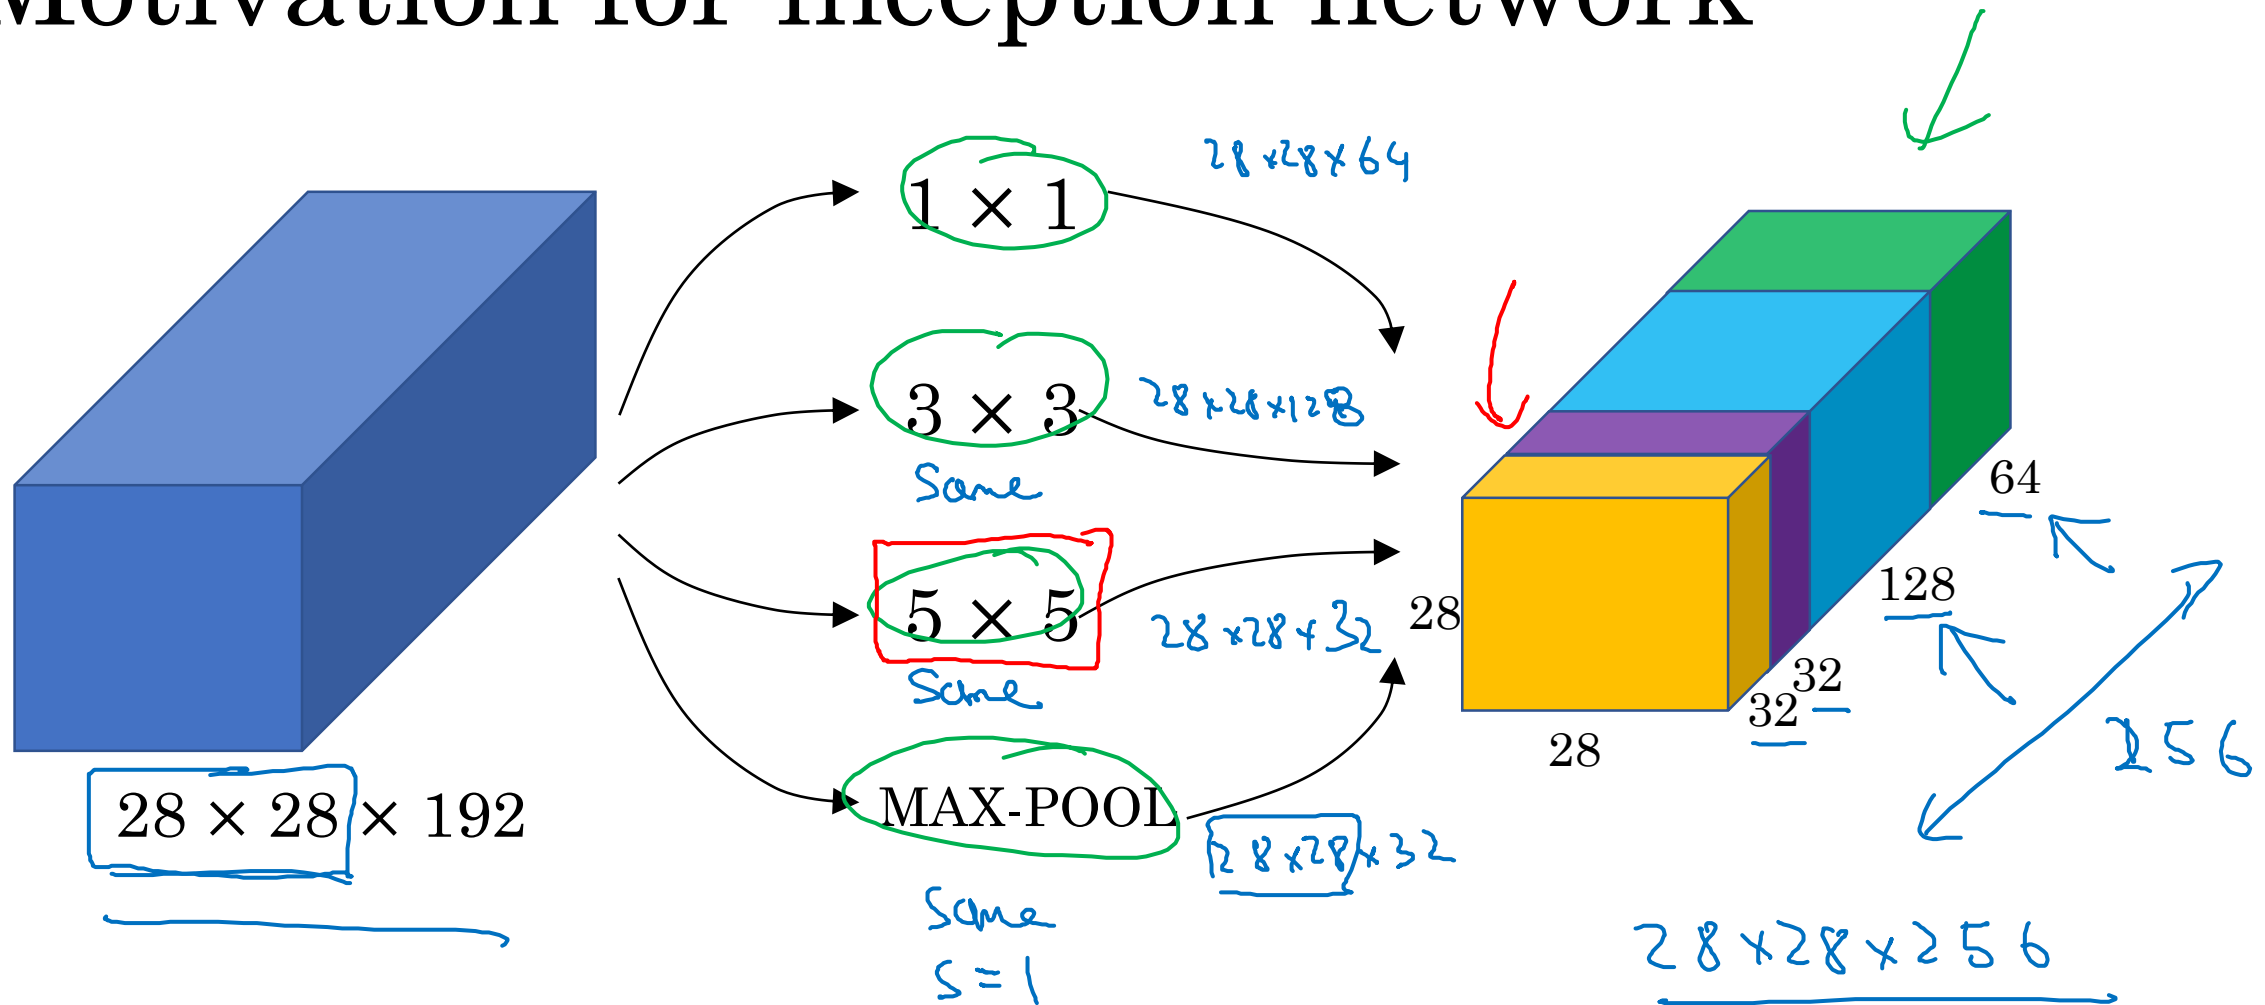 Motivation for inception network
1 × 1
28×28×64
3 × 3
28×28×128
Same
5 × 5
28×28×32
Same
MAX-POOL
28×28×32
Same
s = 1
28 × 28 × 192
28
28
64
128
32
32
256
28×28×256